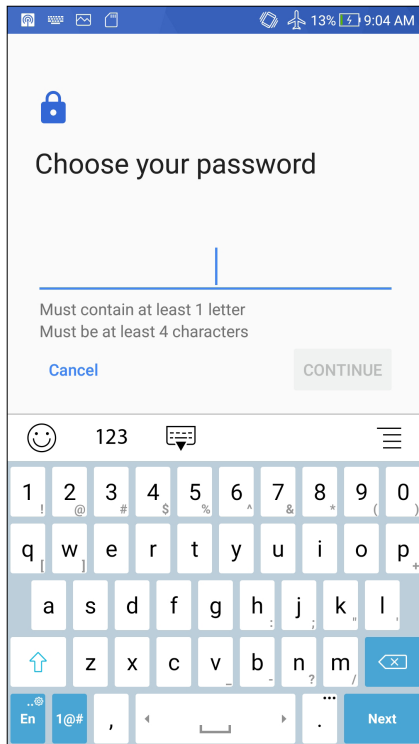 13% 9:04 AM
Choose your password
Must contain at least 1 letter
Must be at least 4 characters
Cancel CONTINUE
123
1 ! 2 @ 3 # 4 $ 5 % 6 ^ 7 & 8 * 9 ( 0 )
q [ w ] e r t y u i o p +
a s d f g h : j ; k " l '
z x c v _ b - n ? m /
En 1@# , . Next